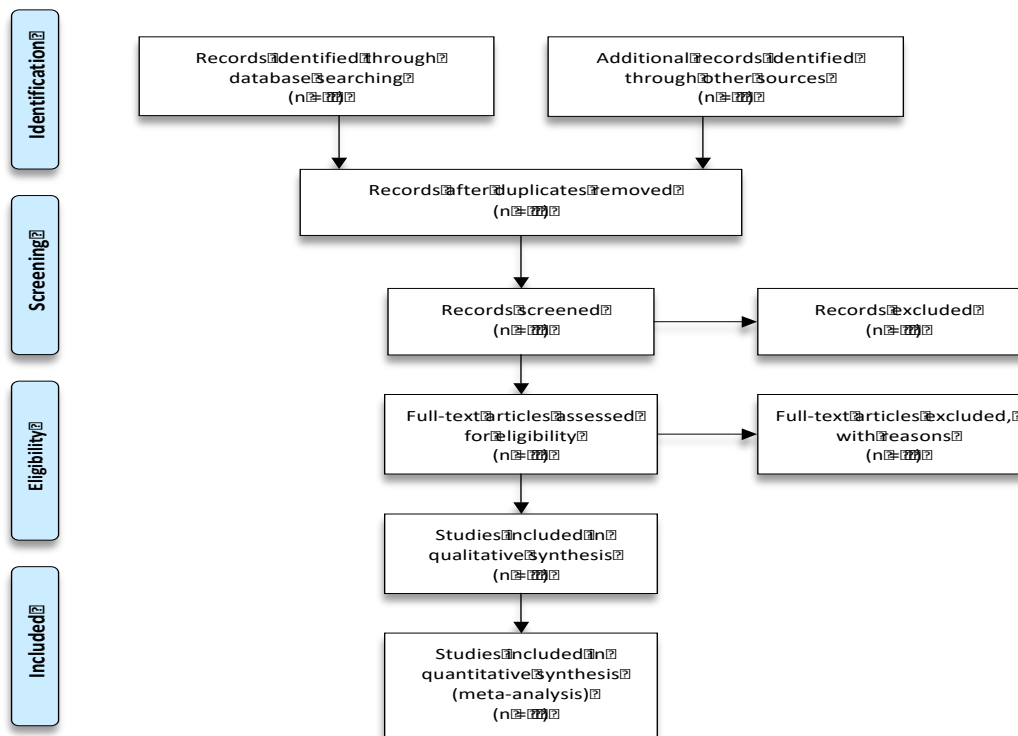 Identification
Records identified through
database searching
(n = )
Additional records identified
through other sources
(n = )
Records after duplicates removed
(n = )
Screening
Records screened
(n = )
Records excluded
(n = )
Eligibility
Full-text articles assessed
for eligibility
(n = )
Full-text articles excluded,
with reasons
(n = )
Studies included in
qualitative synthesis
(n = )
Included
Studies included in
quantitative synthesis
(meta-analysis)
(n = )